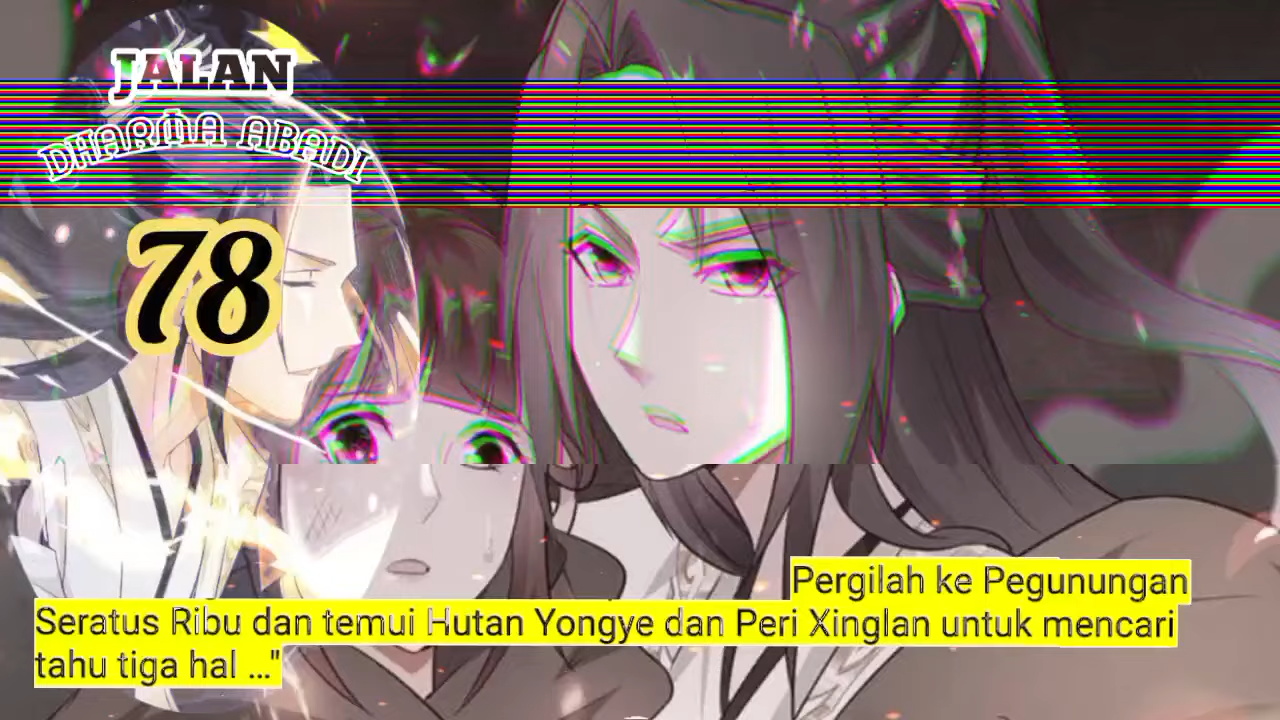 JALAN
DHARMA ABADI
78
Pergilah ke Pegunungan
Seratus Ribu dan temui Hutan Yongye dan Peri Xinglan untuk mencari
tahu tiga hal ..."